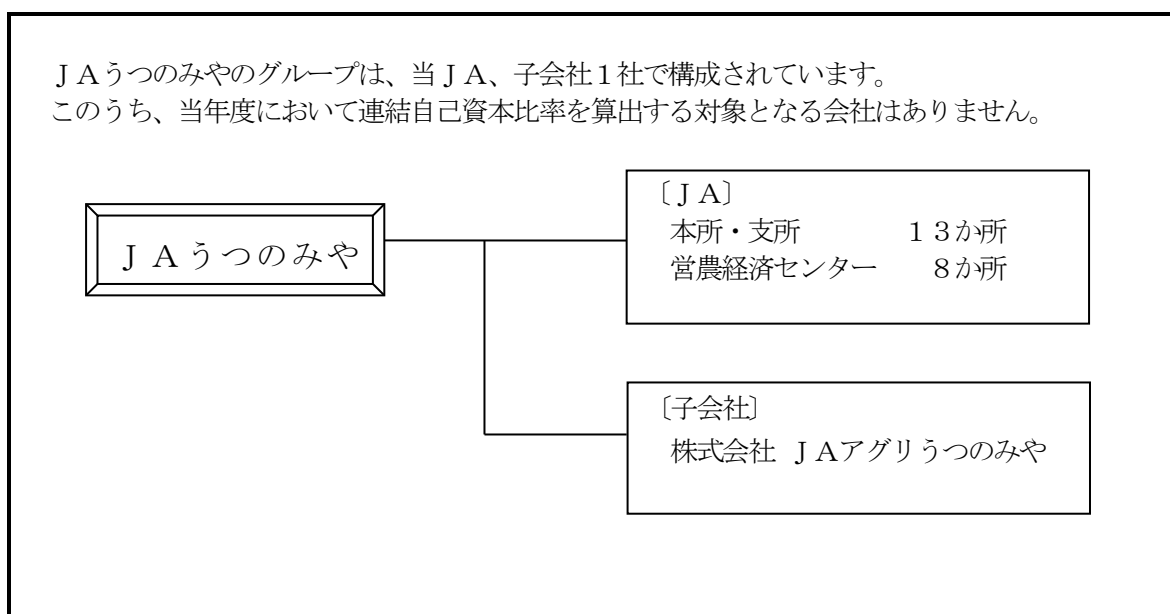 ＪＡうつのみやのグループは、当ＪＡ、子会社１社で構成されています。
このうち、当年度において連結自己資本比率を算出する対象となる会社はありません。
ＪＡうつのみや
〔ＪＡ〕
本所・支所　　　　１３か所
営農経済センター　　８か所
〔子会社〕
株式会社　ＪＡアグリうつのみや